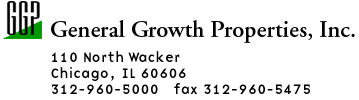 GGP General Growth Properties, Inc.
110 North Wacker
Chicago, IL 60606
312-960-5000 fax 312-960-5475